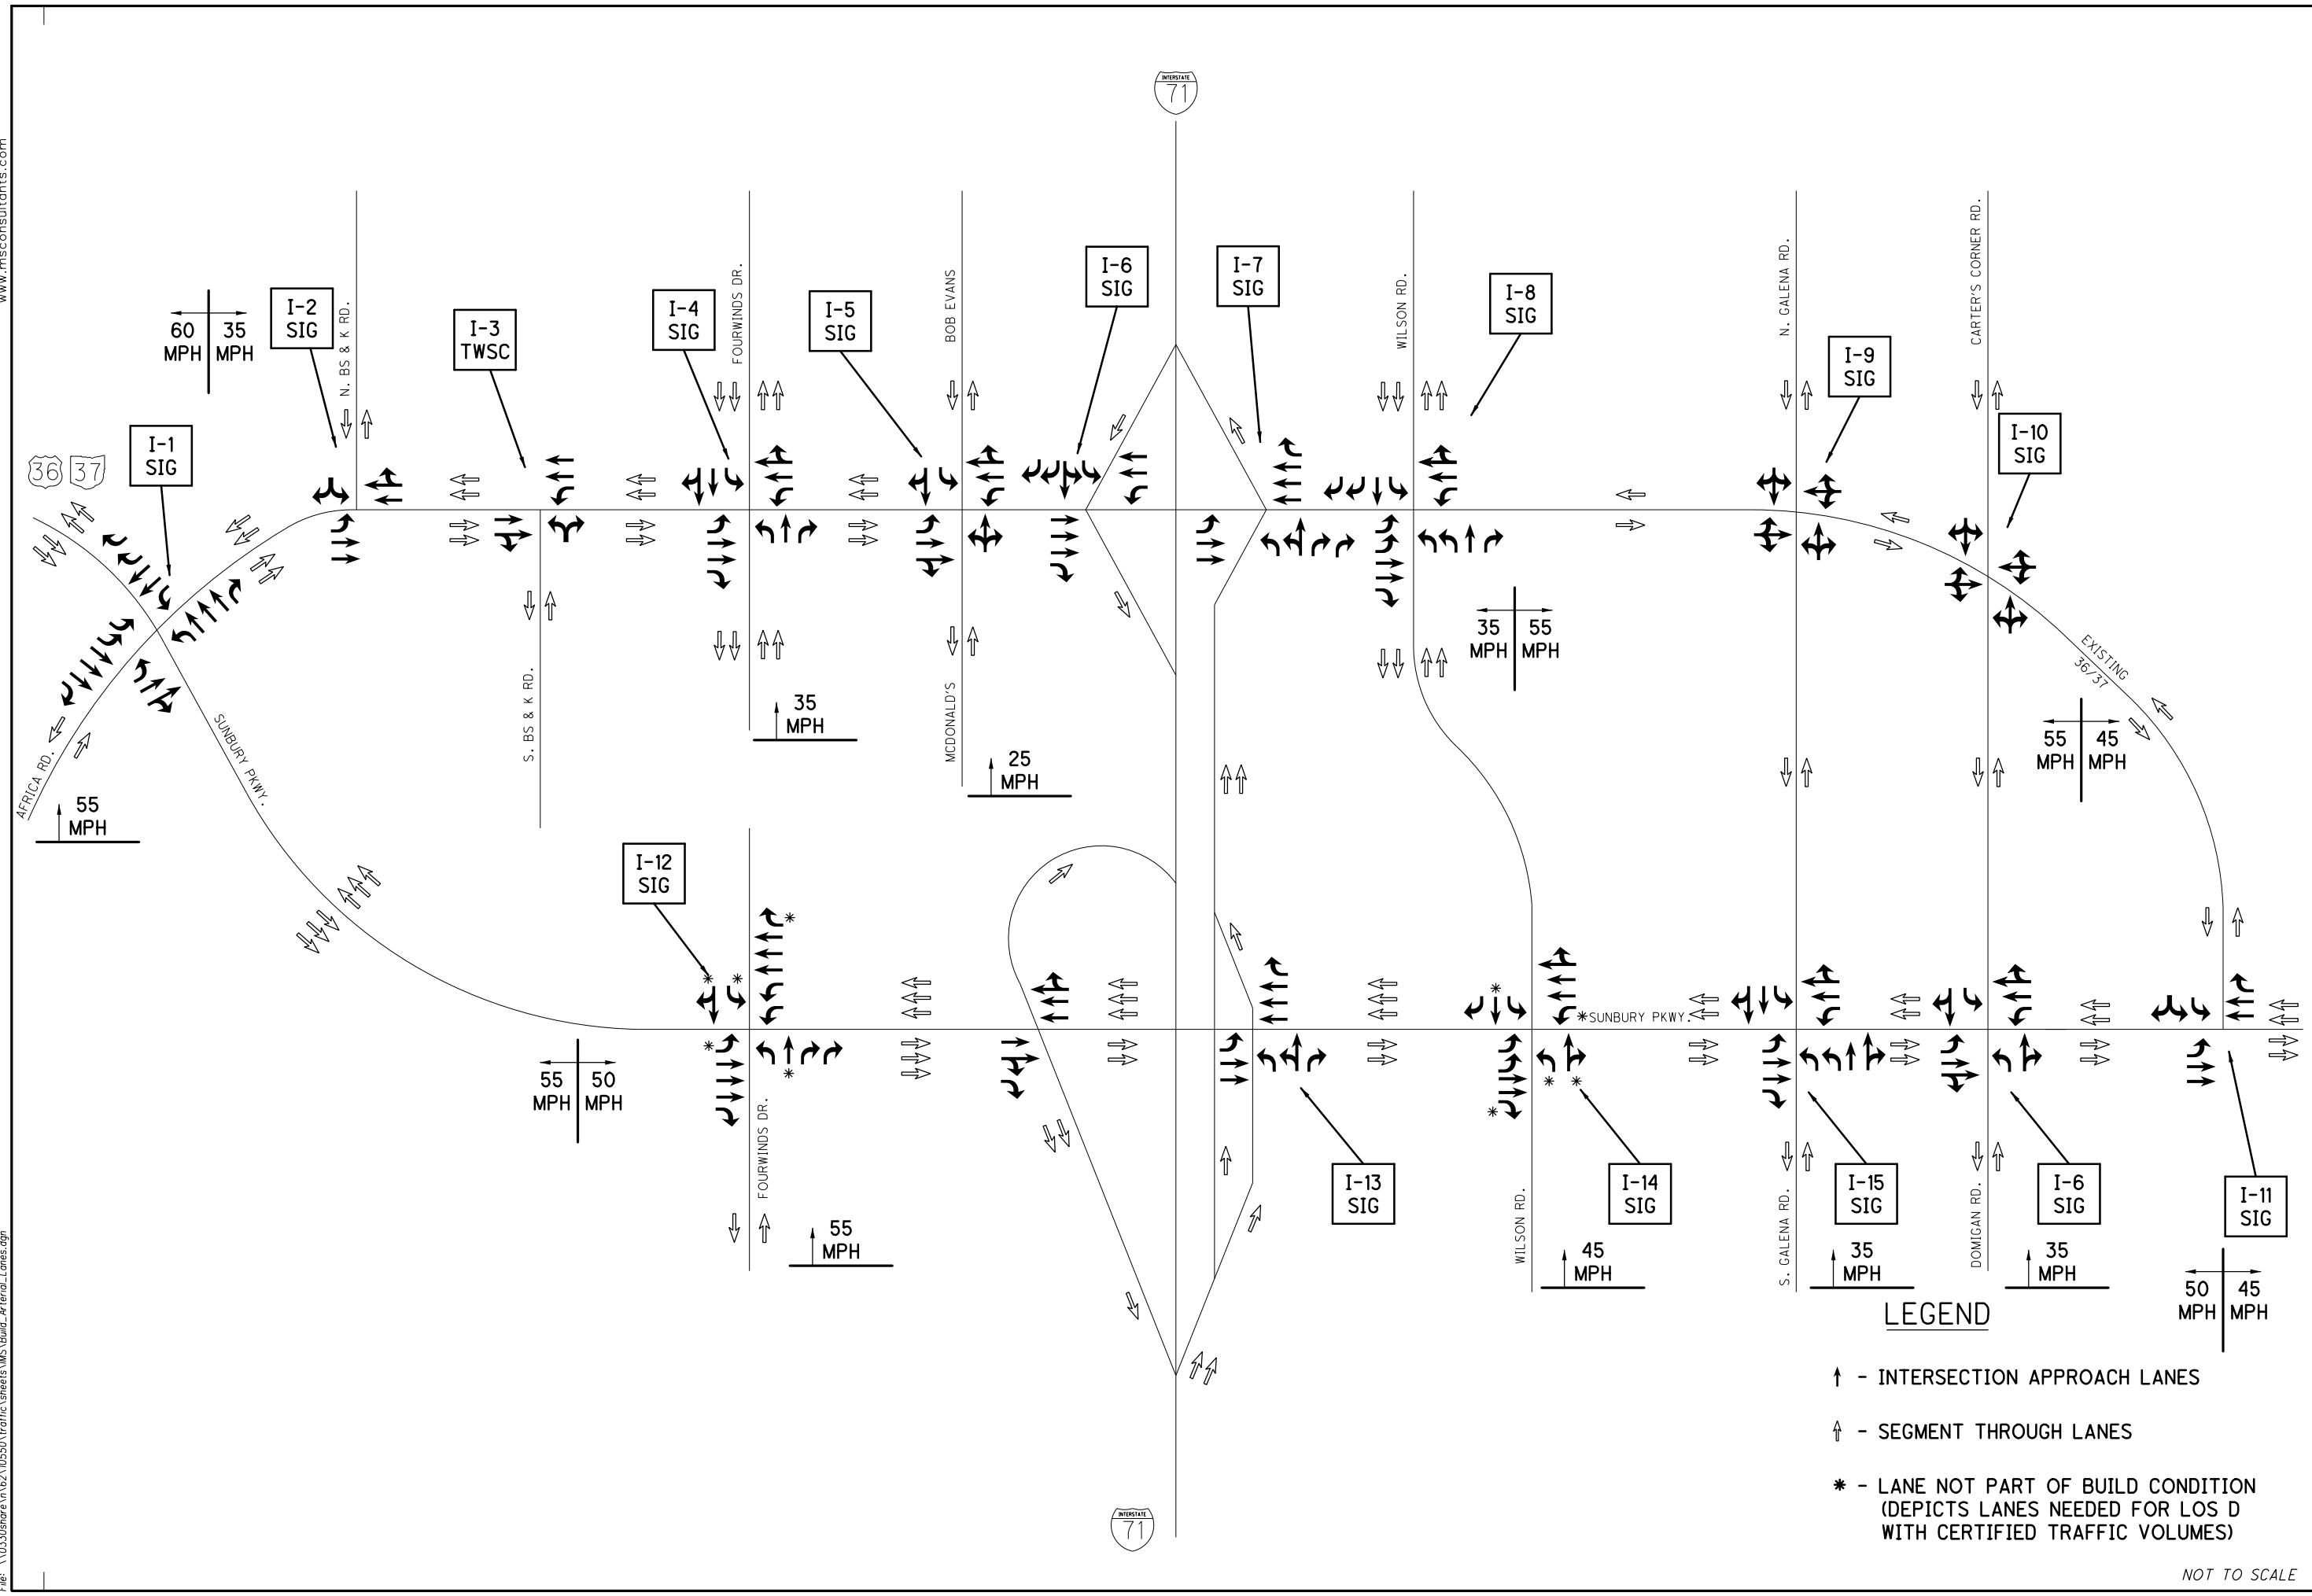 www.msconsultants.com
INTERSTATE
71
I-6
SIG
I-7
SIG
I-8
SIG
I-2
SIG
I-3
TWSC
I-4
SIG
I-5
SIG
I-9
SIG
I-10
SIG
I-1
SIG
60
MPH
35
MPH
N. BS & K RD.
FOURWINDS DR.
BOB EVANS
WILSON RD.
N. GALENA RD.
CARTER'S CORNER RD.
36
37
35
MPH
55
MPH
EXISTING
36/37
55
MPH
45
MPH
SUNBURY PKWY.
S. BS & K RD.
35
MPH
MCDONALD'S
25
MPH
AFRICA RD.
55
MPH
I-12
SIG
*
*
*
*
*
*
*
*
*
*SUNBURY PKWY.
55
MPH
50
MPH
FOURWINDS DR.
55
MPH
I-13
SIG
I-14
SIG
I-15
SIG
I-6
SIG
I-11
SIG
WILSON RD.
45
MPH
S. GALENA RD.
35
MPH
DOMIGAN RD.
35
MPH
50
MPH
45
MPH
LEGEND
- INTERSECTION APPROACH LANES
- SEGMENT THROUGH LANES
* - LANE NOT PART OF BUILD CONDITION
(DEPICTS LANES NEEDED FOR LOS D
WITH CERTIFIED TRAFFIC VOLUMES)
INTERSTATE
71
NOT TO SCALE